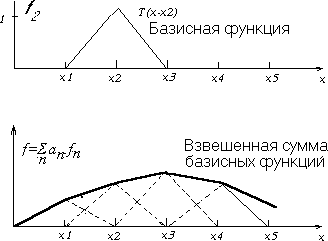 f2
T(x-x2)
1
Базисная функция
x1 x2 x3 x4 x5 x
f=Σ an fn
n
Взвешенная сумма
базисных функций
x1 x2 x3 x4 x5 x